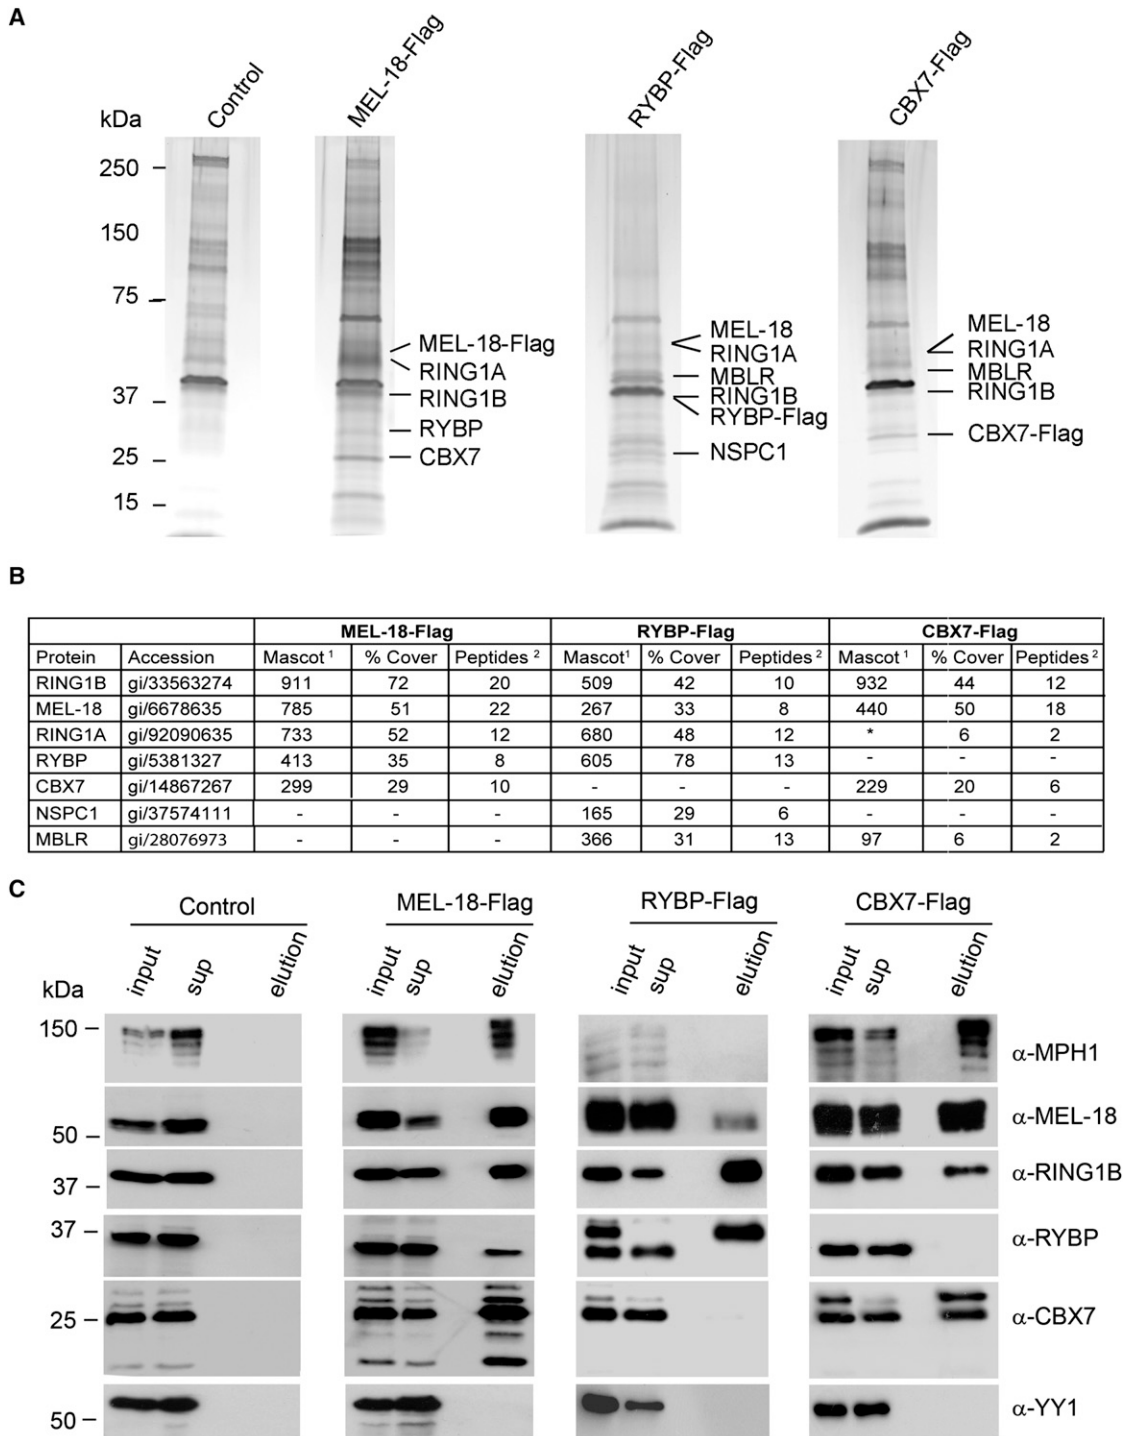 A
kDa
Control
MEL-18-Flag
RYBP-Flag
CBX7-Flag
250
150
75
37
25
15
MEL-18-Flag
RING1A
RING1B
RYBP
CBX7
MEL-18
RING1A
MBLR
RING1B
RYBP-Flag
NSPC1
MEL-18
RING1A
MBLR
RING1B
CBX7-Flag
B
MEL-18-Flag RYBP-Flag CBX7-Flag
Protein Accession Mascot ¹ % Cover Peptides ² Mascot¹ % Cover Peptides ² Mascot ¹ % Cover Peptides ²
RING1B gi/33563274 911 72 20 509 42 10 932 44 12
MEL-18 gi/6678635 785 51 22 267 33 8 440 50 18
RING1A gi/92090635 733 52 12 680 48 12 * 6 2
RYBP gi/5381327 413 35 8 605 78 13 - - -
CBX7 gi/14867267 299 29 10 - - - 229 20 6
NSPC1 gi/37574111 - - - 165 29 6 - - -
MBLR gi/28076973 - - - 366 31 13 97 6 2
C
Control MEL-18-Flag RYBP-Flag CBX7-Flag
input sup elution input sup elution input sup elution input sup elution
kDa
150
α-MPH1
50
α-MEL-18
37
α-RING1B
37
α-RYBP
25
α-CBX7
50
α-YY1